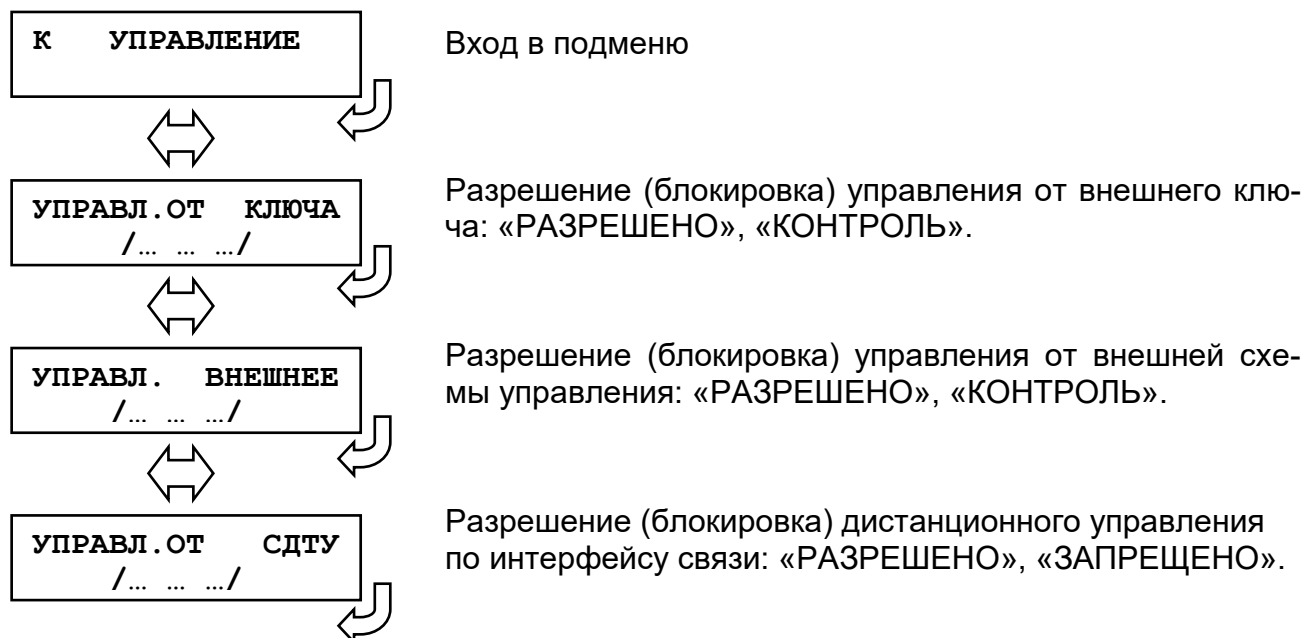 К УПРАВЛЕНИЕ
Вход в подменю
УПРАВЛ.ОТ КЛЮЧА
/… … …/
Разрешение (блокировка) управления от внешнего клю-
ча: «РАЗРЕШЕНО», «КОНТРОЛЬ».
УПРАВЛ. ВНЕШНЕЕ
/… … …/
Разрешение (блокировка) управления от внешней схе-
мы управления: «РАЗРЕШЕНО», «КОНТРОЛЬ».
УПРАВЛ.ОТ СДТУ
/… … …/
Разрешение (блокировка) дистанционного управления
по интерфейсу связи: «РАЗРЕШЕНО», «ЗАПРЕЩЕНО».